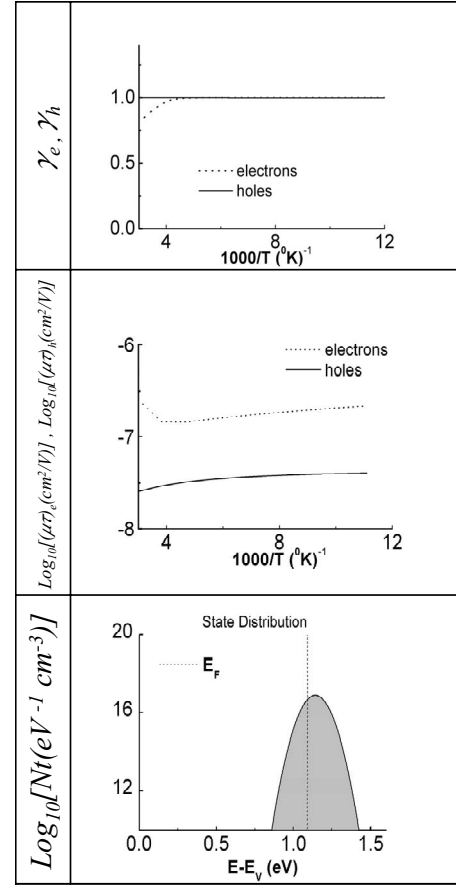 γe , γh
1.0
0.5
0.0
electrons
holes
4
8
12
1000/T (⁰K)⁻¹
Log₁₀[(μτ)ₑ(cm²/V)] , Log₁₀[(μτ)ₕ(cm²/V)]
-6
-7
-8
electrons
holes
4
8
12
1000/T (⁰K)⁻¹
Log₁₀[Nt(eV⁻¹ cm⁻³)]
20
16
12
State Distribution
E_F
0.0
0.5
1.0
1.5
E-E_V (eV)